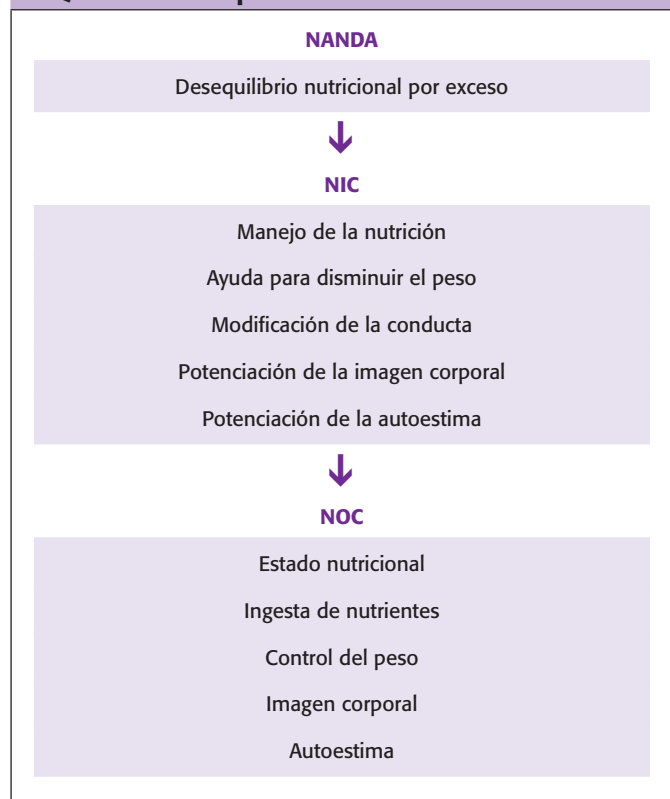 NANDA
Desequilibrio nutricional por exceso
NIC
Manejo de la nutrición
Ayuda para disminuir el peso
Modificación de la conducta
Potenciación de la imagen corporal
Potenciación de la autoestima
NOC
Estado nutricional
Ingesta de nutrientes
Control del peso
Imagen corporal
Autoestima